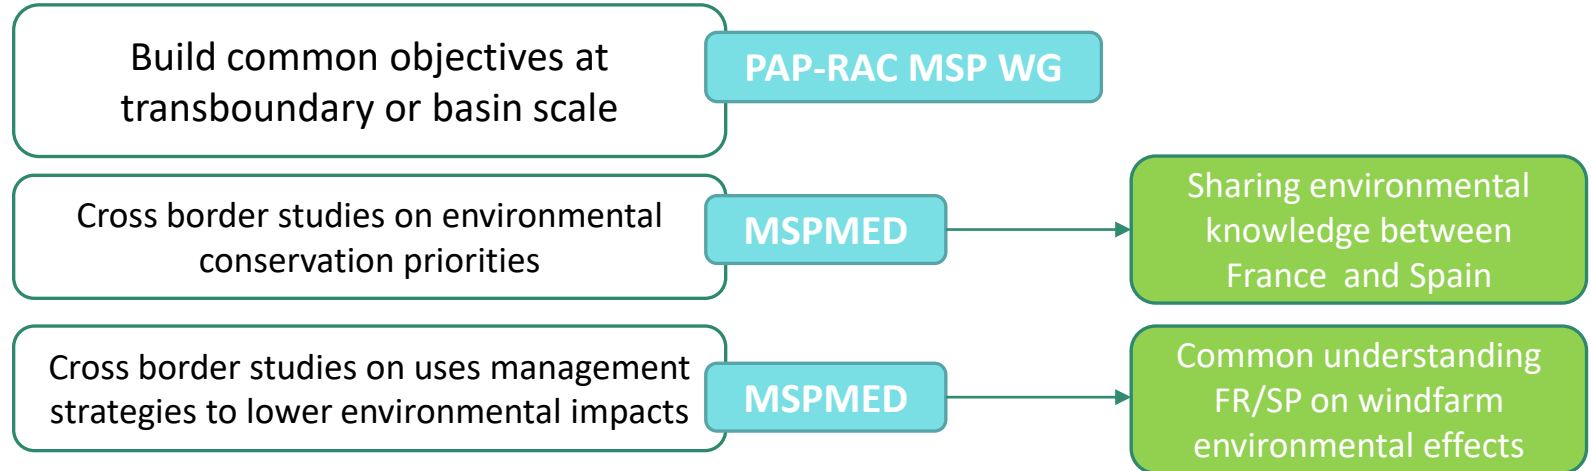 Build common objectives at
transboundary or basin scale
PAP-RAC MSP WG
Cross border studies on environmental
conservation priorities
MSPMED
Sharing environmental
knowledge between
France and Spain
Cross border studies on uses management
strategies to lower environmental impacts
MSPMED
Common understanding
FR/SP on windfarm
environmental effects